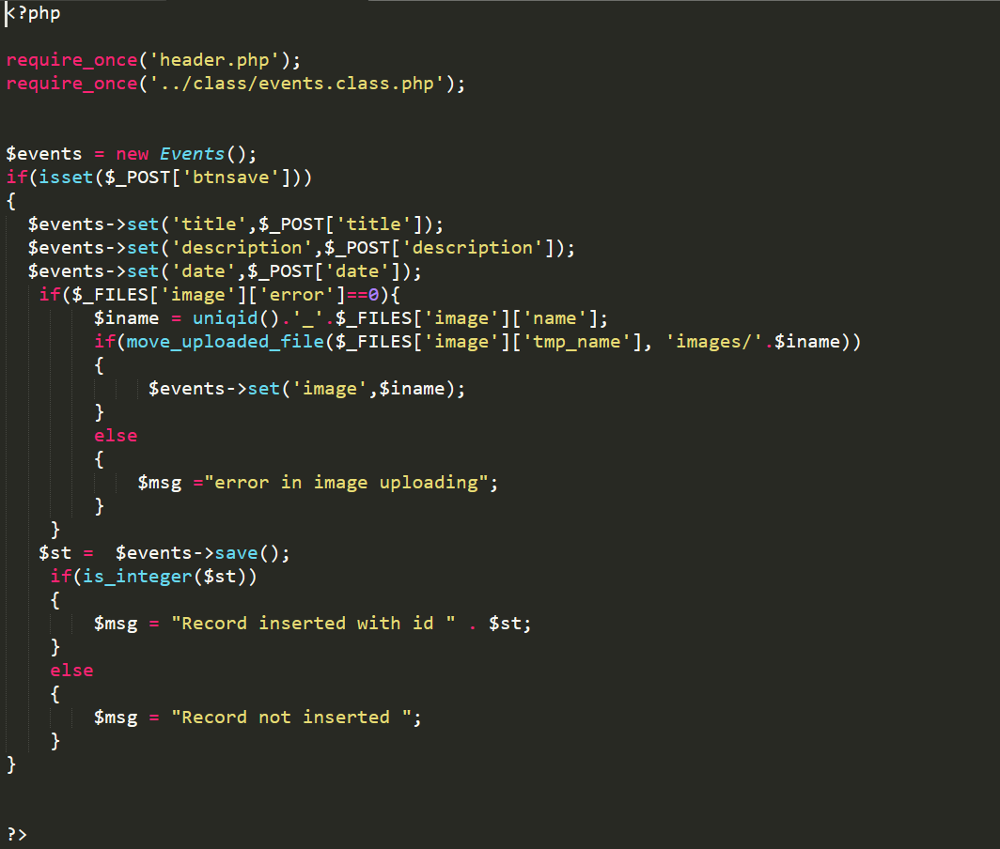 <?php
require_once('header.php');
require_once('../class/events.class.php');
$events = new Events();
if(isset($_POST['btnsave']))
{
$events->set('title',$_POST['title']);
$events->set('description',$_POST['description']);
$events->set('date',$_POST['date']);
if($_FILES['image']['error']==0){
$iname = uniqid().'_'.$_FILES['image']['name'];
if(move_uploaded_file($_FILES['image']['tmp_name'], 'images/'.$iname))
{
$events->set('image',$iname);
}
else
{
$msg ="error in image uploading";
}
}
$st =  $events->save();
if(is_integer($st))
{
$msg = "Record inserted with id " . $st;
}
else
{
$msg = "Record not inserted ";
}
}
?>